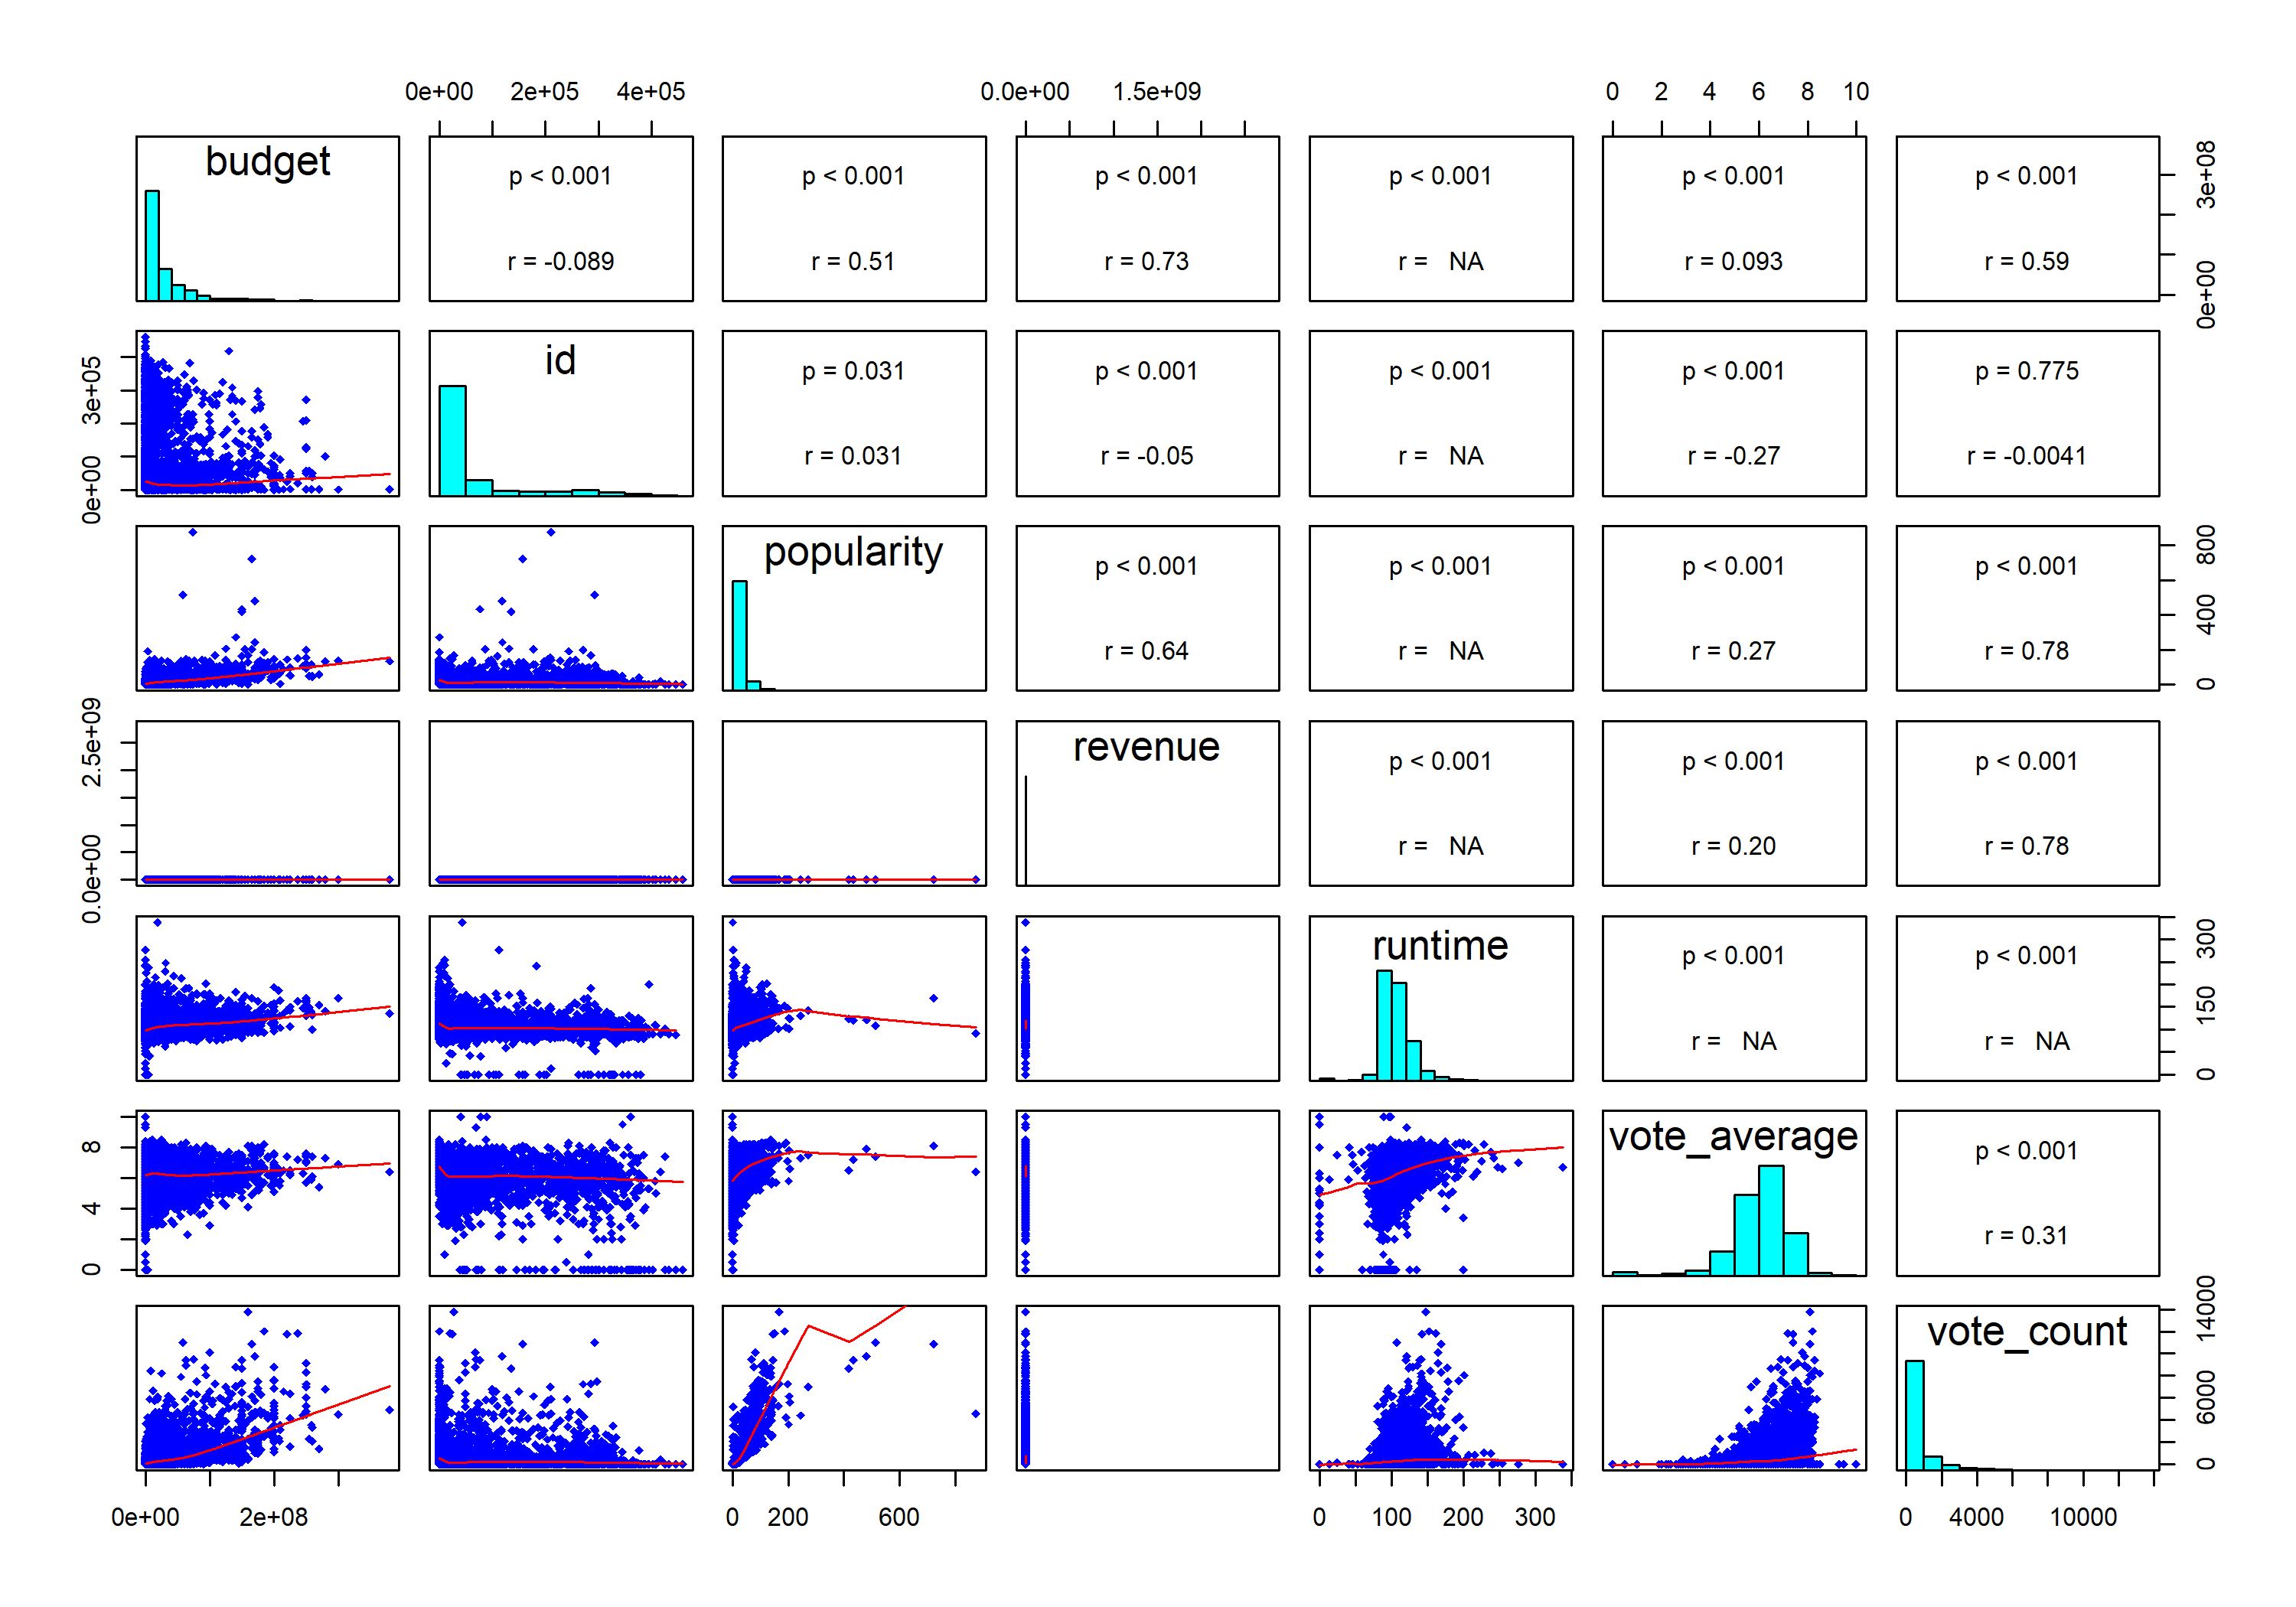 0e+00 2e+05 4e+05 0.0e+00 1.5e+09 0 2 4 6 8 10
budget p < 0.001 p < 0.001 p < 0.001 p < 0.001 p < 0.001 p < 0.001 0e+00 3e+08
r = -0.089 r = 0.51 r = 0.73 r = NA r = 0.093 r = 0.59
0e+00 3e+05 id p = 0.031 p < 0.001 p < 0.001 p < 0.001 p = 0.775
r = 0.031 r = -0.05 r = NA r = -0.27 r = -0.0041
popularity p < 0.001 p < 0.001 p < 0.001 p < 0.001 0 400 800
r = 0.64 r = NA r = 0.27 r = 0.78
0.0e+00 2.5e+09 revenue p < 0.001 p < 0.001 p < 0.001
r = NA r = 0.20 r = 0.78
runtime p < 0.001 p < 0.001 0 150 300
r = NA r = NA
0 4 8 vote_average p < 0.001
r = 0.31
vote_count 0 6000 14000
0e+00 2e+08 0 200 600 0 100 200 300 0 4000 10000